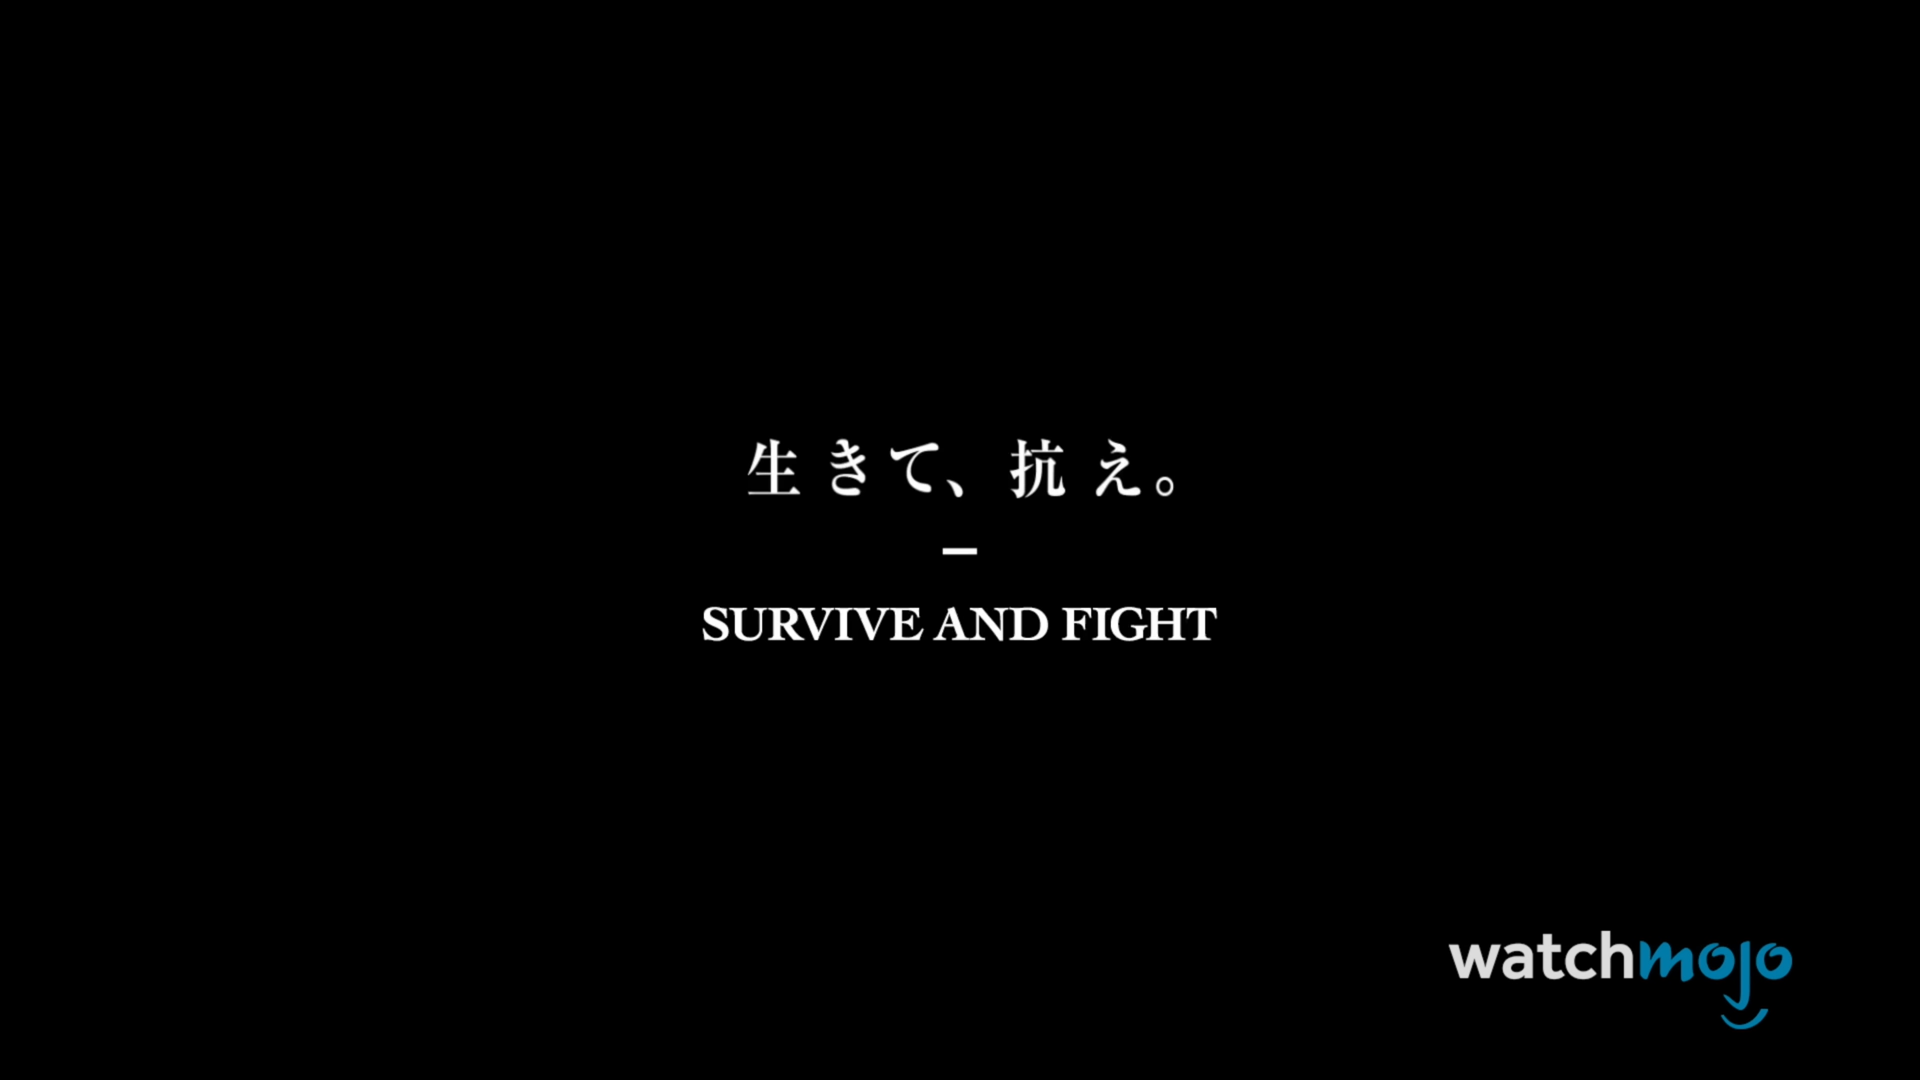 生きて、抗え。
–
SURVIVE AND FIGHT
watchmojo